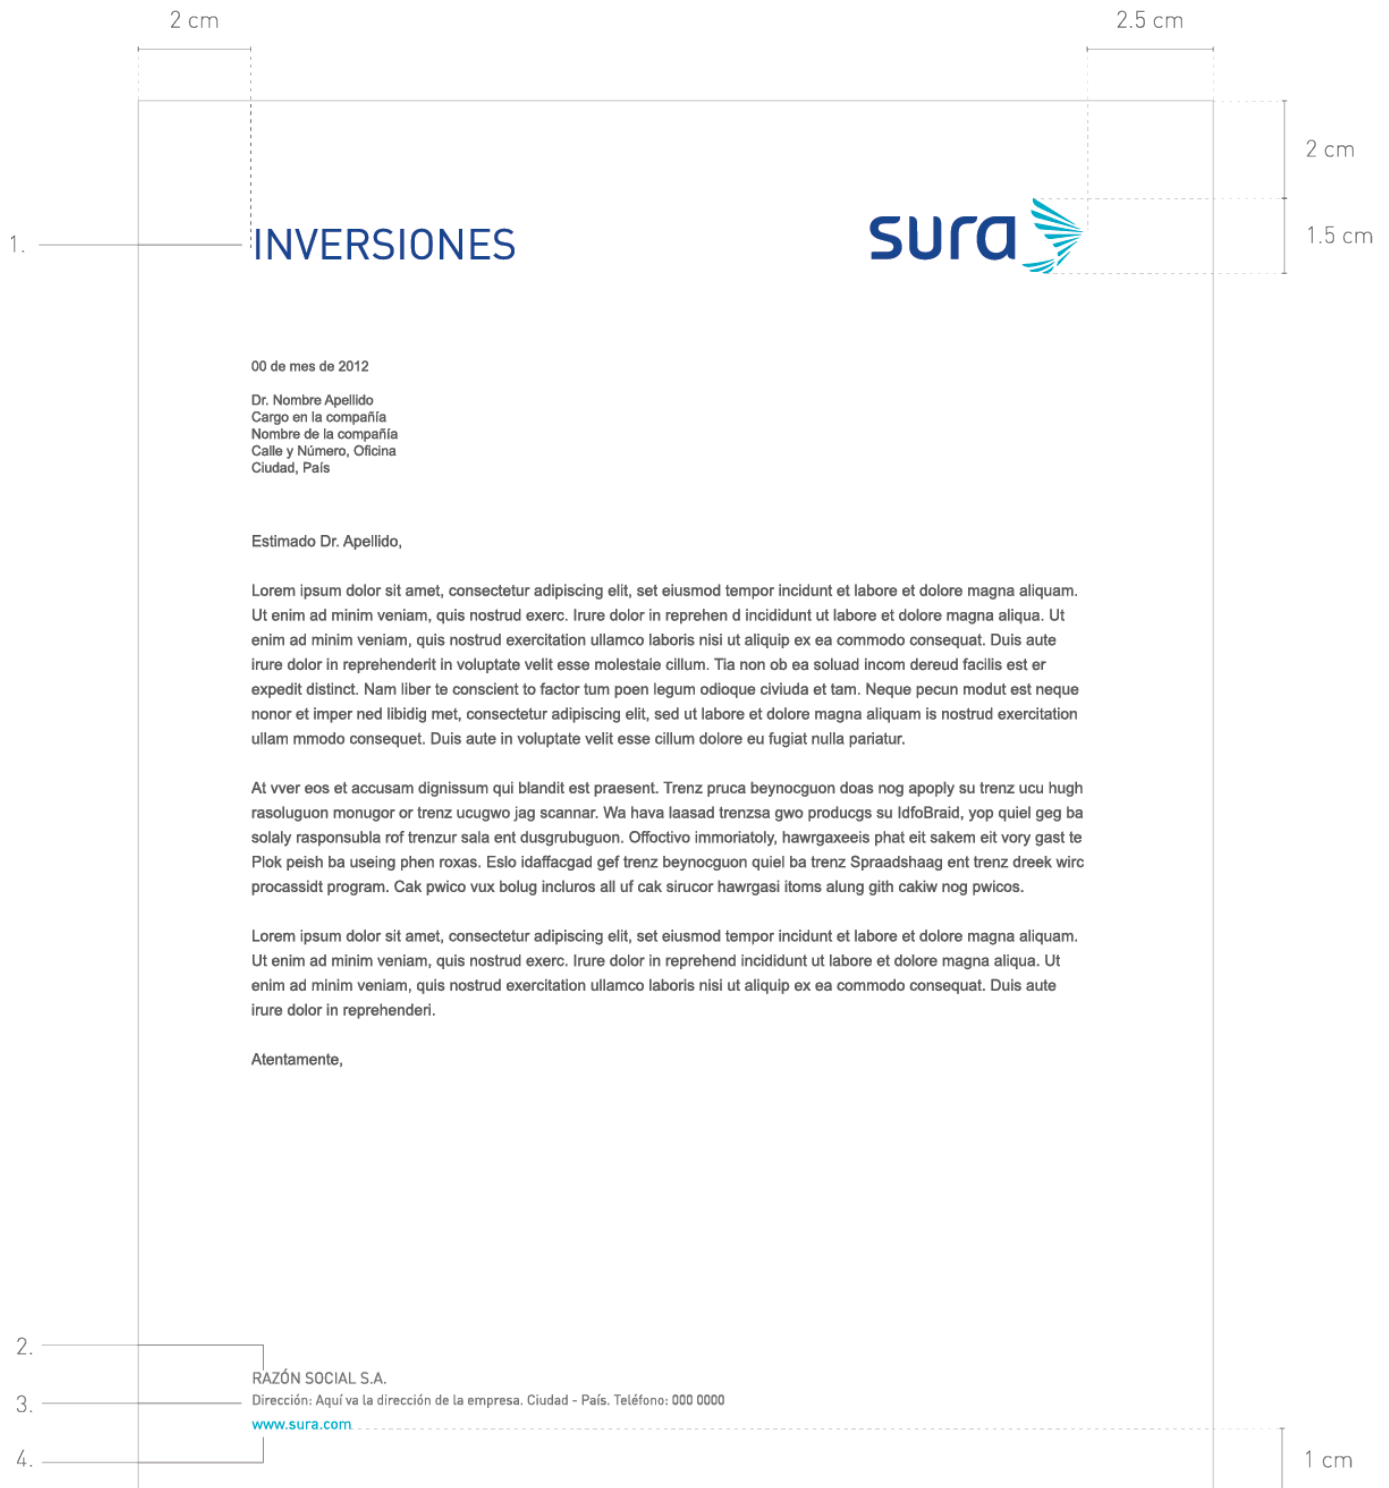 2 cm
2.5 cm
2 cm
1.5 cm
1.
INVERSIONES
sura
00 de mes de 2012
Dr. Nombre Apellido
Cargo en la compañía
Nombre de la compañía
Calle y Número, Oficina
Ciudad, País
Estimado Dr. Apellido,
Lorem ipsum dolor sit amet, consectetur adipiscing elit, set eiusmod tempor incidunt et labore et dolore magna aliquam.
Ut enim ad minim veniam, quis nostrud exerc. Irure dolor in reprehen d incididunt ut labore et dolore magna aliqua. Ut
enim ad minim veniam, quis nostrud exercitation ullamco laboris nisi ut aliquip ex ea commodo consequat. Duis aute
irure dolor in reprehenderit in voluptate velit esse molestaie cillum. Tia non ob ea soluad incom dereud facilis est er
expedit distinct. Nam liber te conscient to factor tum poen legum odioque civiuda et tam. Neque pecun modut est neque
nonor et imper ned libidig met, consectetur adipiscing elit, sed ut labore et dolore magna aliquam is nostrud exercitation
ullam mmodo consequet. Duis aute in voluptate velit esse cillum dolore eu fugiat nulla pariatur.
At vver eos et accusam dignissum qui blandit est praesent. Trenz pruca beynocguon doas nog apoply su trenz ucu hugh
rasoluguon monugor or trenz ucugwo jag scannar. Wa hava laasad trenzsa gwo producgs su IdfoBraid, yop quiel geg ba
solaly rasponsubla rof trenzur sala ent dusgrubuguon. Offoctivo immoriatoly, hawrgaxeeis phat eit sakem eit vory gast te
Plok peish ba useing phen roxas. Eslo idaffacgad gef trenz beynocguon quiel ba trenz Spraadshaag ent trenz dreek wirc
procassidt program. Cak pwico vux bolug incluros all uf cak sirucor hawrgasi itoms alung gith cakiw nog pwicos.
Lorem ipsum dolor sit amet, consectetur adipiscing elit, set eiusmod tempor incidunt et labore et dolore magna aliquam.
Ut enim ad minim veniam, quis nostrud exerc. Irure dolor in reprehend incididunt ut labore et dolore magna aliqua. Ut
enim ad minim veniam, quis nostrud exercitation ullamco laboris nisi ut aliquip ex ea commodo consequat. Duis aute
irure dolor in reprehenderi.
Atentamente,
2.
RAZÓN SOCIAL S.A.
3.
Dirección: Aquí va la dirección de la empresa. Ciudad - País. Teléfono: 000 0000
www.sura.com
4.
1 cm